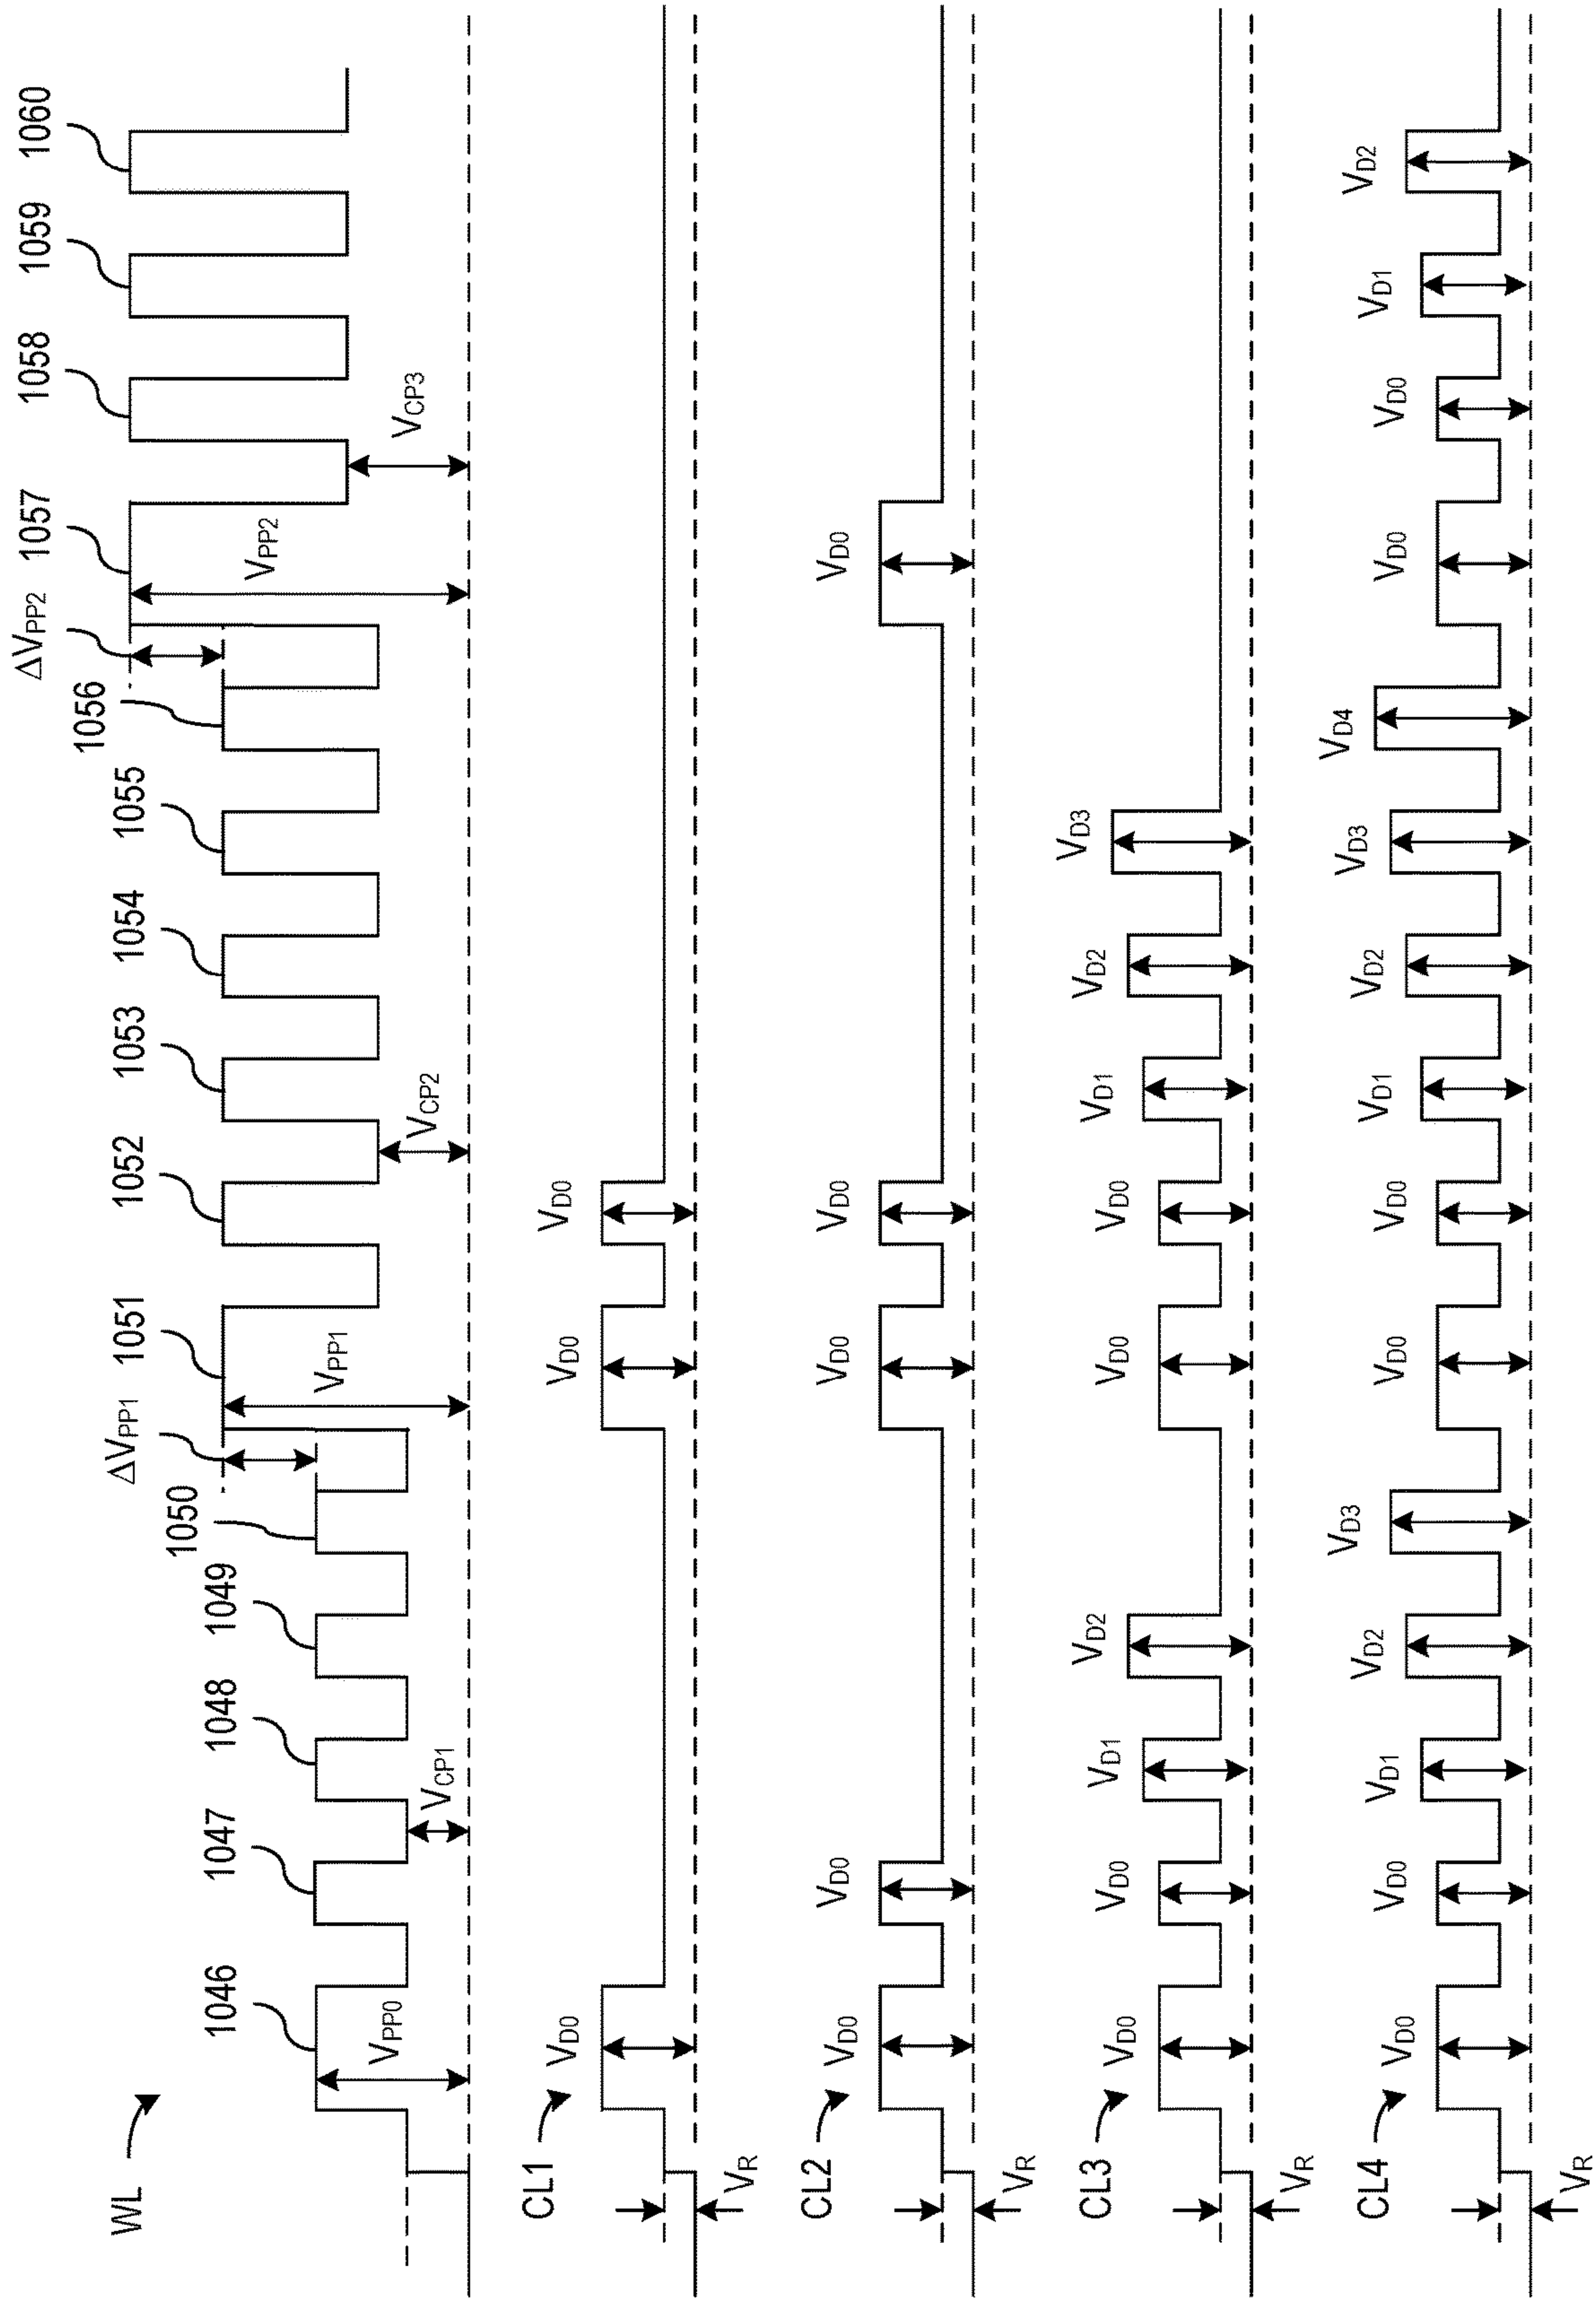 ΔVPP2 1057 1058 1059 1060
1056
ΔVPP1 1051 1052 1053 1054 1055
WL
1050
1046 1047 1048 1049
VPP2
VPP1
VPP0 VCP1 VCP2 VCP3
CL1
VD0 VD0 VD0
VR
CL2
VD0 VD0 VD0 VD0 VD0
VR
CL3
VD0 VD0 VD1 VD2 VD0 VD0 VD1 VD2 VD3
VR
CL4
VD0 VD0 VD1 VD2 VD3 VD0 VD0 VD1 VD2 VD3 VD4 VD0 VD0 VD1 VD2
VR